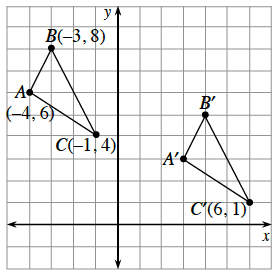 y
B(–3, 8)
A
(–4, 6)
B′
C(–1, 4)
A′
C′(6, 1)
x